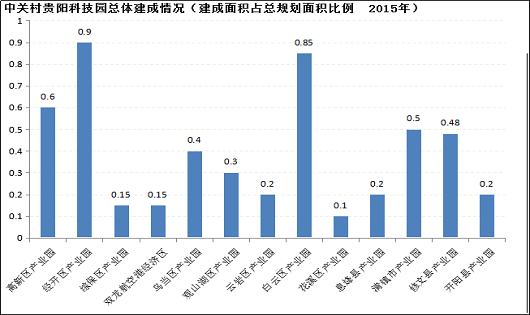 中关村贵阳科技园总体建成情况（建成面积占总规划面积比例 2015年）
1
0.9
0.8
0.7
0.6
0.5
0.4
0.3
0.2
0.1
0
0.6
0.9
0.15
0.15
0.4
0.3
0.2
0.85
0.1
0.2
0.5
0.48
0.2
高新区产业园
经开区产业园
综保区产业园
双龙航空港经济区
乌当区产业园
观山湖区产业园
云岩区产业园
白云区产业园
花溪区产业园
息烽县产业园
清镇市产业园
修文县产业园
开阳县产业园